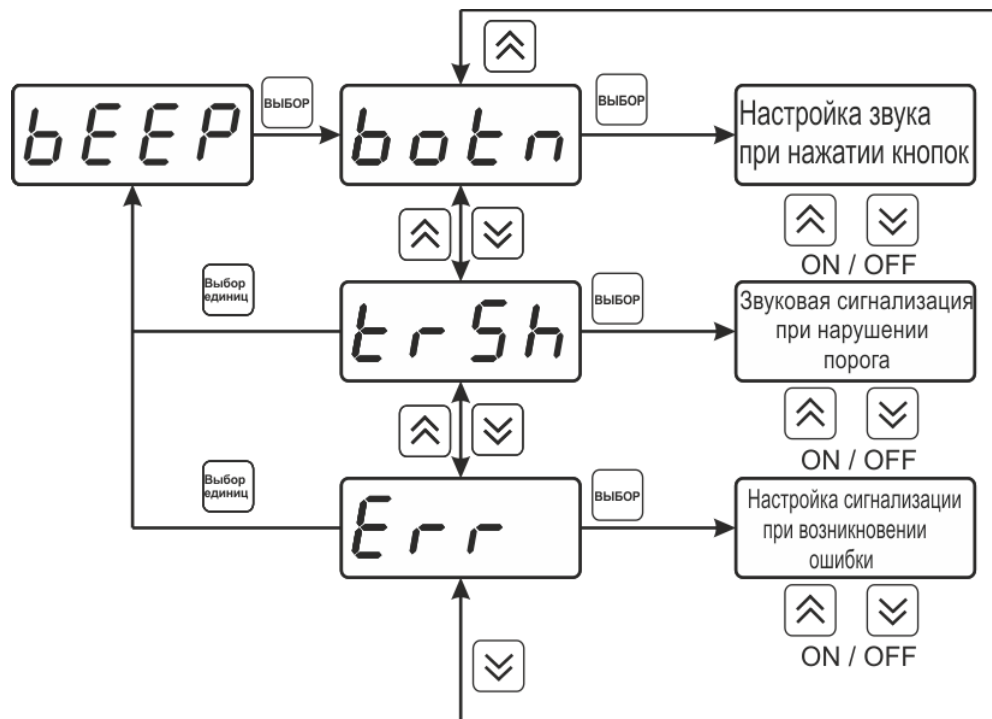 bEEP
ВЫБОР
botn
ВЫБОР
Настройка звука
при нажатии кнопок
ON / OFF
Выбор
единиц
trSh
ВЫБОР
Звуковая сигнализация
при нарушении
порога
ON / OFF
Выбор
единиц
Err
ВЫБОР
Настройка сигнализации
при возникновении
ошибки
ON / OFF